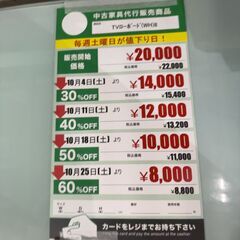 中古家具代行販売商品
TVローボード(WH)B
毎週土曜日が値下り日!
販売開始
価格
¥20,000
税込価格
¥22,000
10月4日(土)より
30%OFF
¥14,000
税込価格
¥15,400
10月11日(土)より
40%OFF
¥12,000
税込価格
¥13,200
10月18日(土)より
50%OFF
¥10,000
税込価格
¥11,000
10月25日(土)より
60%OFF
¥8,000
税込価格
¥8,800
サイズ
W
D
H
カードをレジまでお持ち下さい